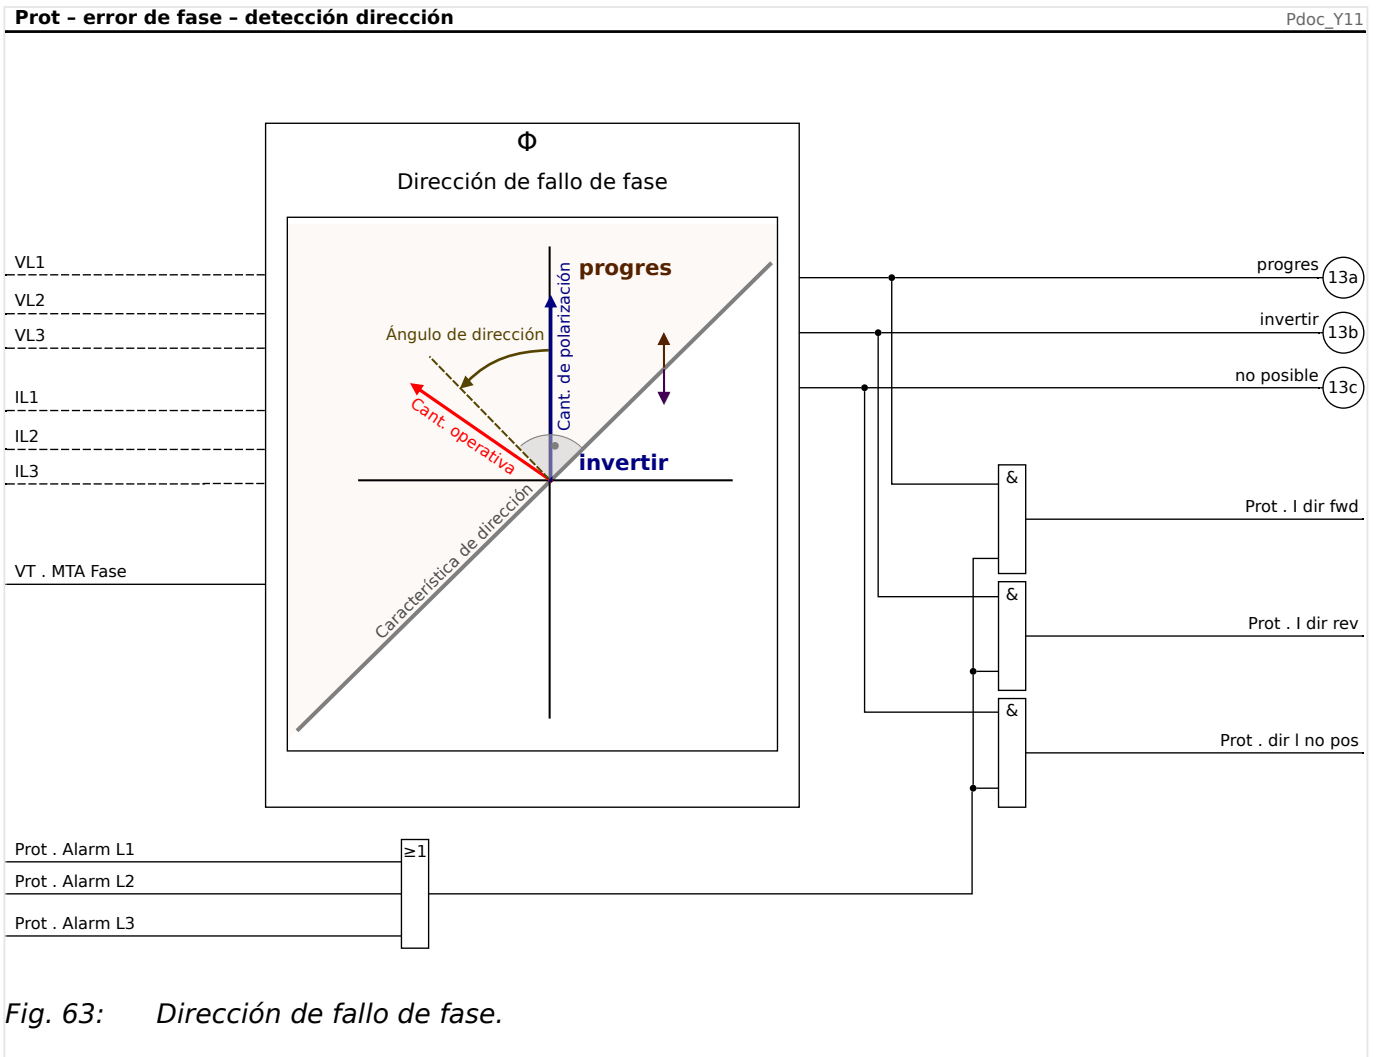 Prot – error de fase – detección dirección
Pdoc_Y11
Φ
Dirección de fallo de fase
VL1
VL2
VL3
IL1
IL2
IL3
VT . MTA Fase
progres
Cant. de polarización
Ángulo de dirección
Cant. operativa
invertir
Característica de dirección
progres
13a
invertir
13b
no posible
13c
&
Prot . I dir fwd
&
Prot . I dir rev
&
Prot . dir I no pos
Prot . Alarm L1
≥1
Prot . Alarm L2
Prot . Alarm L3
Fig. 63: Dirección de fallo de fase.